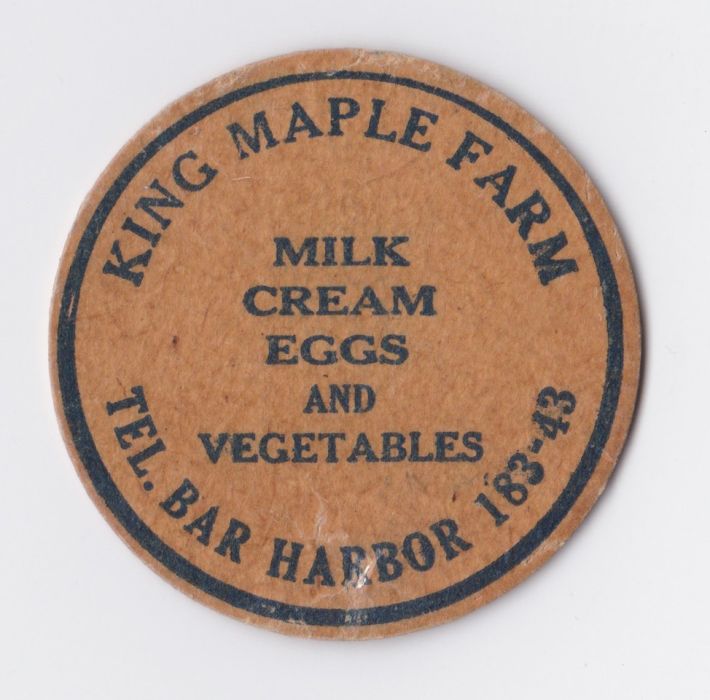 KING MAPLE FARM
MILK
CREAM
EGGS
AND
VEGETABLES
TEL. BAR HARBOR 183-43